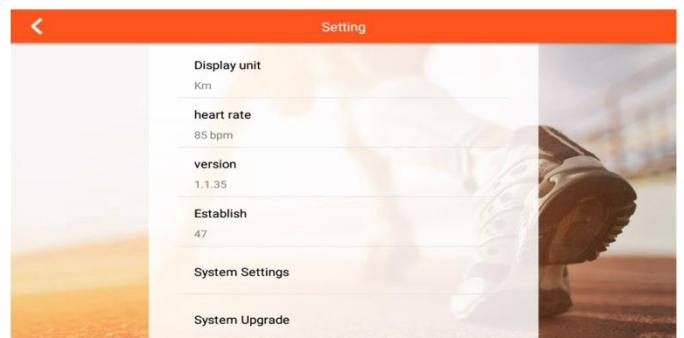 Setting
Display unit
Km
heart rate
85 bpm
version
1.1.35
Establish
47
System Settings
System Upgrade